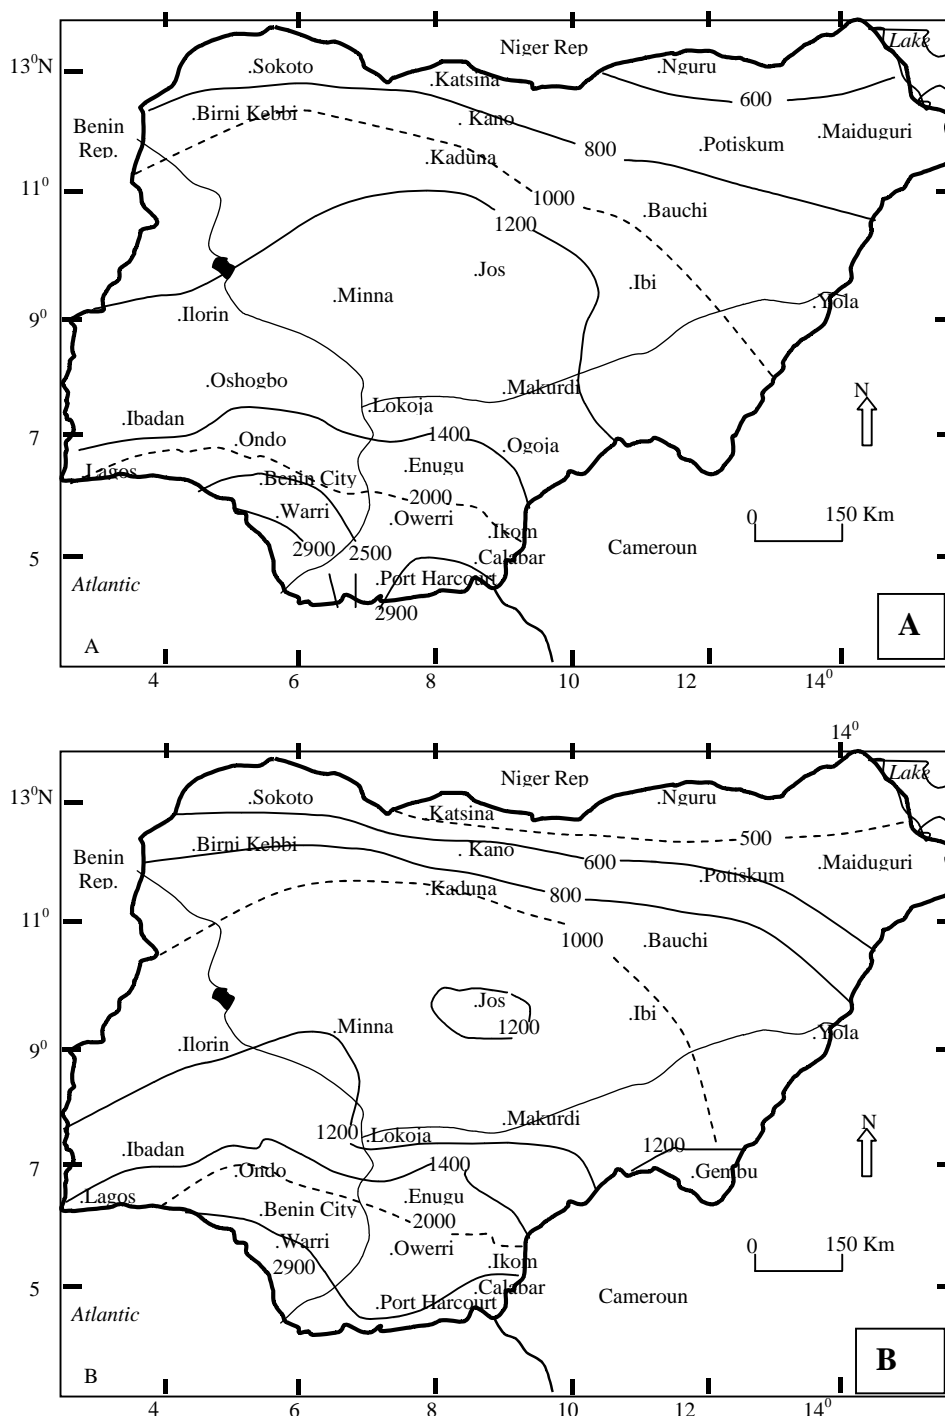 Niger Rep
Lake
13⁰N
.Sokoto
.Katsina
.Nguru
600
.Birni Kebbi
. Kano
Benin
Rep.
.Maiduguri
.Potiskum
800
.Kaduna
11⁰
1000
.Bauchi
1200
.Jos
.Ibi
.Minna
.Yola
9⁰
.Ilorin
.Oshogbo
.Makurdi
N
.Lokoja
.Ibadan
7
.Ondo
1400
.Ogoja
.Lagos
.Benin City
.Enugu
2000
.Warri
.Owerri
0
150 Km
.Ikom
2900
2500
Cameroun
5
.Calabar
Atlantic
.Port Harcourt
2900
A
A
4
6
8
10
12
14⁰
14⁰
Niger Rep
Lake
13⁰N
.Sokoto
.Katsina
.Nguru
500
.Birni Kebbi
. Kano
Benin
Rep.
600
.Maiduguri
.Potiskum
.Kaduna
800
11⁰
1000
.Bauchi
.Jos
.Ibi
1200
.Minna
.Yola
.Ilorin
9⁰
.Makurdi
N
1200
.Lokoja
1200
.Ibadan
7
.Ondo
1400
.Gembu
.Lagos
.Enugu
.Benin City
2000
.Warri
.Owerri
0
150 Km
2900
.Ikom
5
.Calabar
Cameroun
Atlantic
.Port Harcourt
B
B
4
6
8
10
12
14⁰